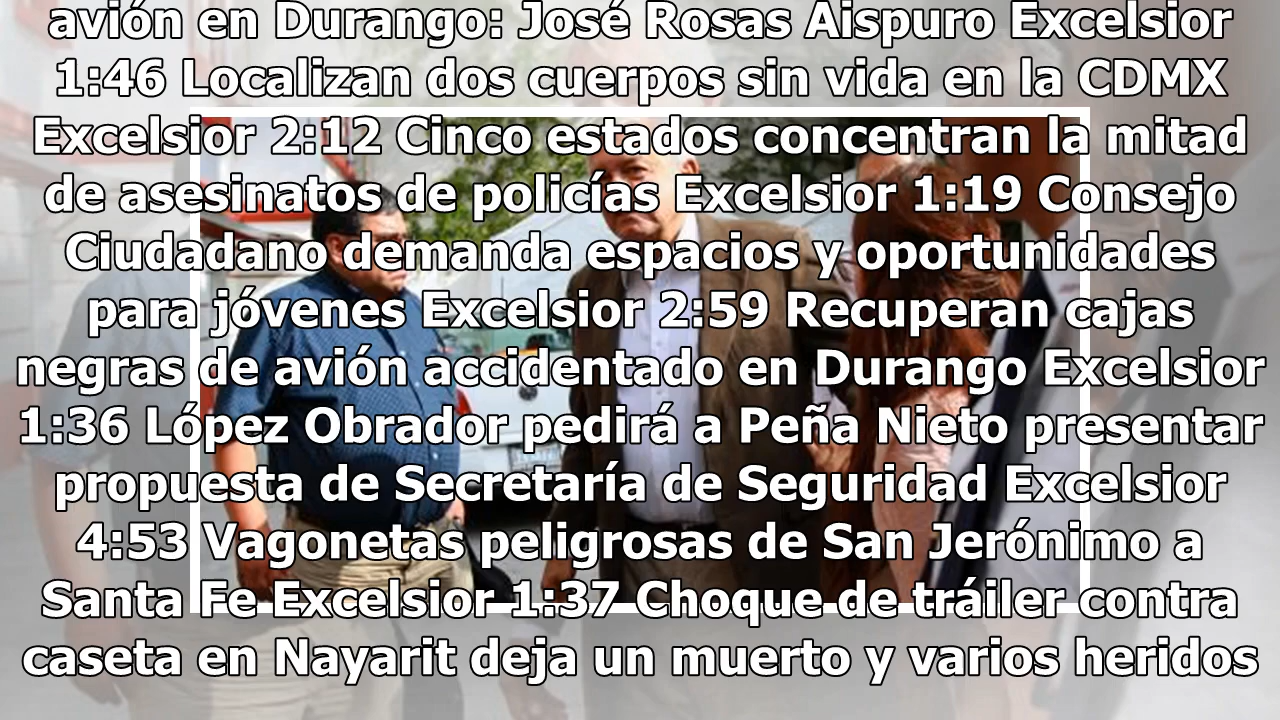 avión en Durango: José Rosas Aispuro Excelsior
1:46 Localizan dos cuerpos sin vida en la CDMX
Excelsior 2:12 Cinco estados concentran la mitad
de asesinatos de policías Excelsior 1:19 Consejo
Ciudadano demanda espacios y oportunidades
para jóvenes Excelsior 2:59 Recuperan cajas
negras de avión accidentado en Durango Excelsior
1:36 López Obrador pedirá a Peña Nieto presentar
propuesta de Secretaría de Seguridad Excelsior
4:53 Vagonetas peligrosas de San Jerónimo a
Santa Fe Excelsior 1:37 Choque de tráiler contra
caseta en Nayarit deja un muerto y varios heridos